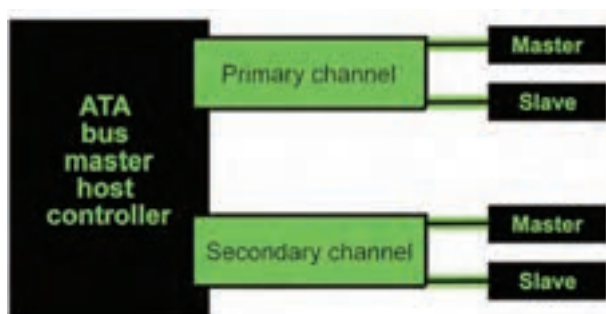 ATA
bus
master
host
controller
Primary channel
Master
Slave
Secondary channel
Master
Slave